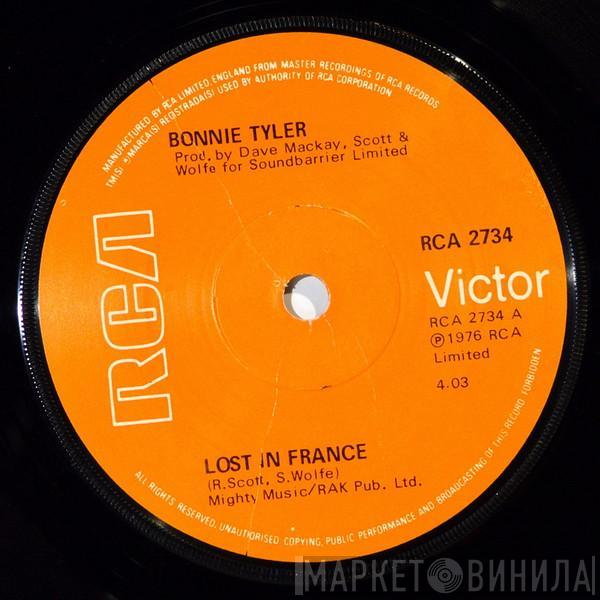 MANUFACTURED BY RCA LIMITED ENGLAND FROM MASTER RECORDINGS OF RCA RECORDS
TM(S) ® MARCA(S) REGISTRADA(S) USED BY AUTHORITY OF RCA CORPORATION
BONNIE TYLER
Prod. by Dave Mackay, Scott &
Wolfe for Soundbarrier Limited
RCA
RCA 2734
Victor
RCA 2734 A
Ⓟ1976 RCA
Limited
4.03
LOST IN FRANCE
(R.Scott, S.Wolfe)
Mighty Music/RAK Pub. Ltd.
ALL RIGHTS RESERVED, UNAUTHORISED COPYING, PUBLIC PERFORMANCE AND BROADCASTING OF THIS RECORD FORBIDDEN
МАРКЕТ ВИНИЛА